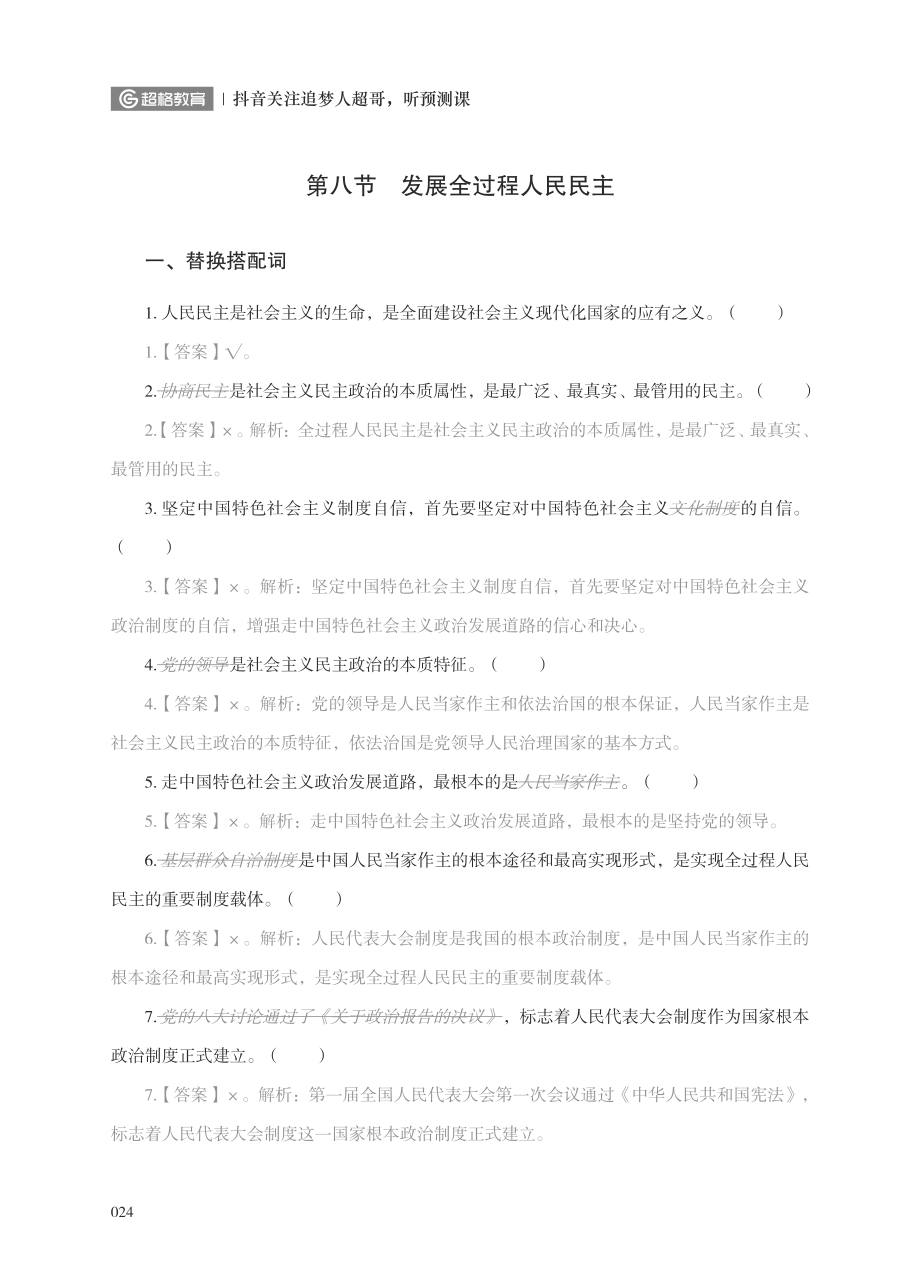 超格教育 | 抖音关注追梦人超哥，听预测课
第八节　发展全过程人民民主
一、替换搭配词
1. 人民民主是社会主义的生命，是全面建设社会主义现代化国家的应有之义。（　　）
1.【答案】√。
2. 协商民主是社会主义民主政治的本质属性，是最广泛、最真实、最管用的民主。（　　）
2.【答案】×。解析：全过程人民民主是社会主义民主政治的本质属性，是最广泛、最真实、
最管用的民主。
3. 坚定中国特色社会主义制度自信，首先要坚定对中国特色社会主义文化制度的自信。
（　　）
3.【答案】×。解析：坚定中国特色社会主义制度自信，首先要坚定对中国特色社会主义
政治制度的自信，增强走中国特色社会主义政治发展道路的信心和决心。
4. 党的领导是社会主义民主政治的本质特征。（　　）
4.【答案】×。解析：党的领导是人民当家作主和依法治国的根本保证，人民当家作主是
社会主义民主政治的本质特征，依法治国是党领导人民治理国家的基本方式。
5. 走中国特色社会主义政治发展道路，最根本的是人民当家作主。（　　）
5.【答案】×。解析：走中国特色社会主义政治发展道路，最根本的是坚持党的领导。
6. 基层群众自治制度是中国人民当家作主的根本途径和最高实现形式，是实现全过程人民
民主的重要制度载体。（　　）
6.【答案】×。解析：人民代表大会制度是我国的根本政治制度，是中国人民当家作主的
根本途径和最高实现形式，是实现全过程人民民主的重要制度载体。
7. 党的八大讨论通过了《关于政治报告的决议》，标志着人民代表大会制度作为国家根本
政治制度正式建立。（　　）
7.【答案】×。解析：第一届全国人民代表大会第一次会议通过《中华人民共和国宪法》，
标志着人民代表大会制度这一国家根本政治制度正式建立。
024